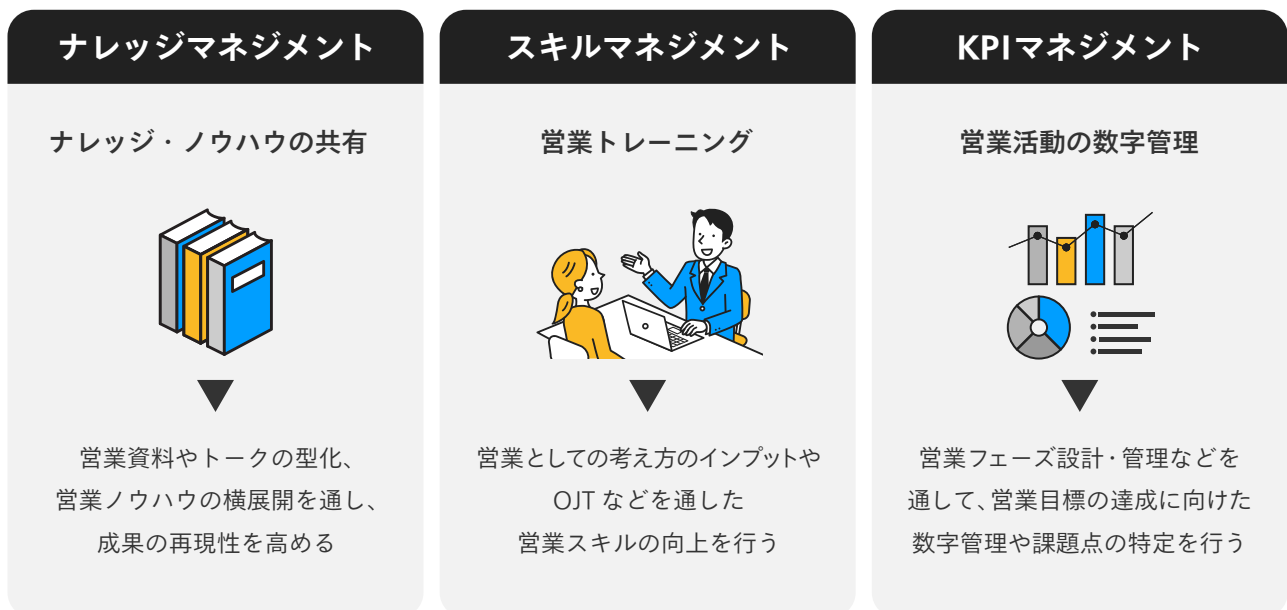 ナレッジマネジメント
ナレッジ・ノウハウの共有
営業資料やトークの型化、
営業ノウハウの横展開を通し、
成果の再現性を高める
スキルマネジメント
営業トレーニング
営業としての考え方のインプットや
OJT などを通した
営業スキルの向上を行う
KPIマネジメント
営業活動の数字管理
営業フェーズ設計・管理などを
通して、営業目標の達成に向けた
数字管理や課題点の特定を行う